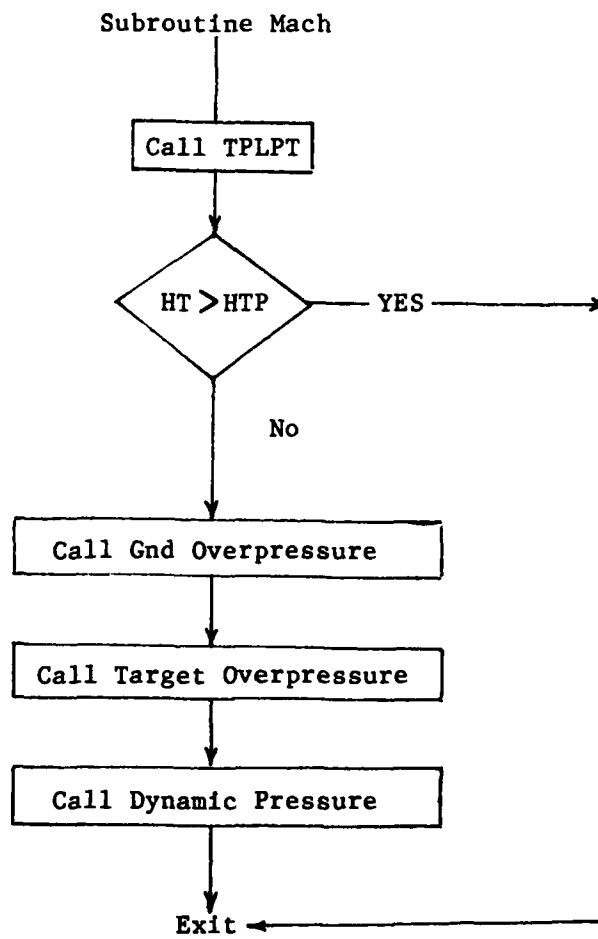 Subroutine Mach
Call TPLPT
HT > HTP
YES
No
Call Gnd Overpressure
Call Target Overpressure
Call Dynamic Pressure
Exit